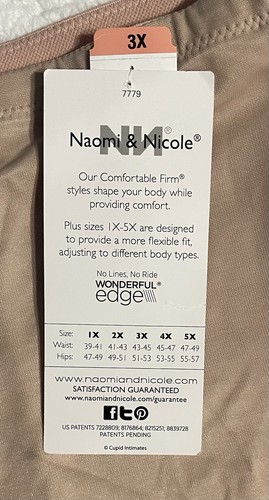 3X
7779
NN®
Naomi & Nicole®
Our Comfortable Firm®
styles shape your body while
providing comfort.
Plus sizes 1X-5X are designed
to provide a more flexible fit,
adjusting to different body types.
No Lines, No Ride
WONDERFUL®
edge
Size: 1X 2X 3X 4X 5X
Waist: 39-41 41-43 43-45 45-47 47-49
Hips: 47-49 49-51 51-53 53-55 55-57
www.naomiandnicole.com
SATISFACTION GUARANTEED
www.naomiandnicole.com/guarantee
US PATENTS 7228809; 8176864; 8215251; 8839728
PATENTS PENDING
© Cupid Intimates